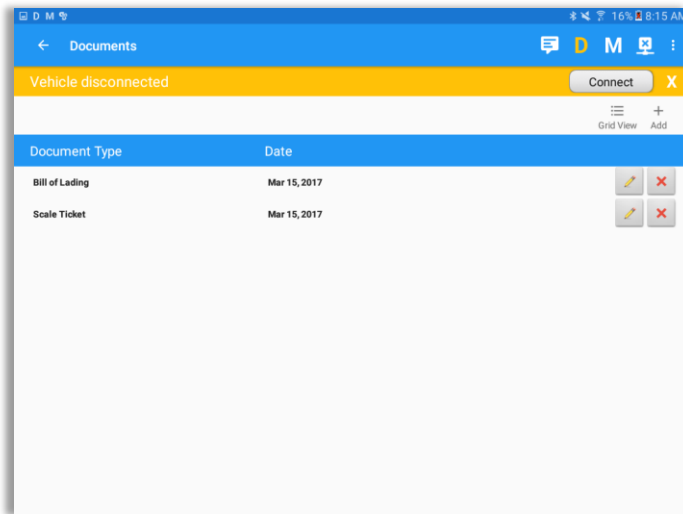 D M 16% 8:15 AM
Documents D M
Vehicle disconnected Connect X
Grid View Add
Document Type Date
Bill of Lading Mar 15, 2017
Scale Ticket Mar 15, 2017